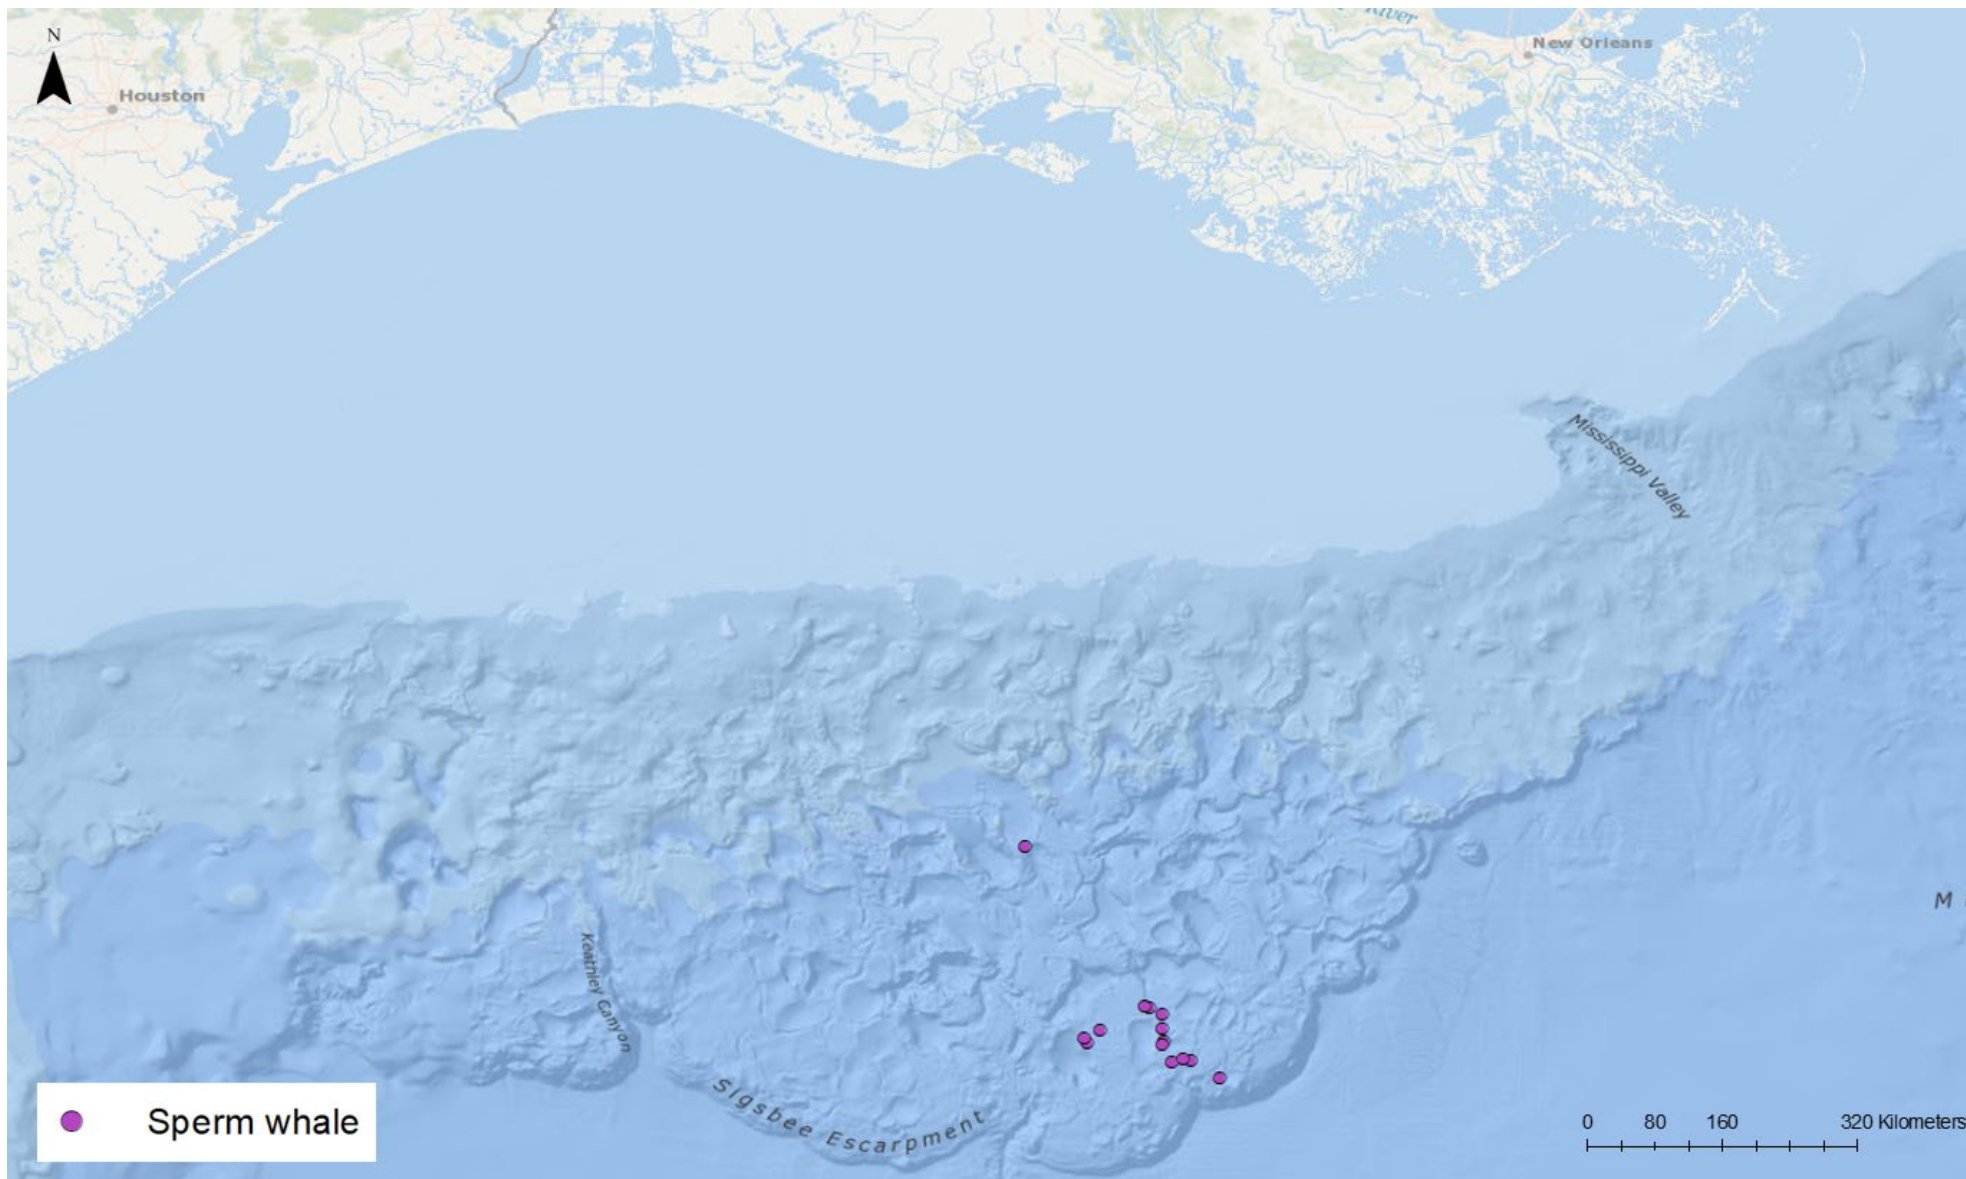 River
New Orleans
N
Houston
Mississippi Valley
M
Keathley Canyon
Sigsbee Escarpment
Sperm whale
0 80 160 320 Kilometers